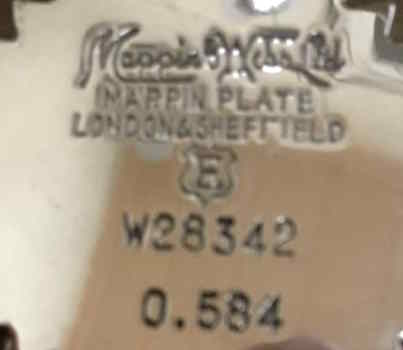 Mappin & Webb Ltd
MAPPIN PLATE
LONDON & SHEFFIELD
E
W28342
0.584